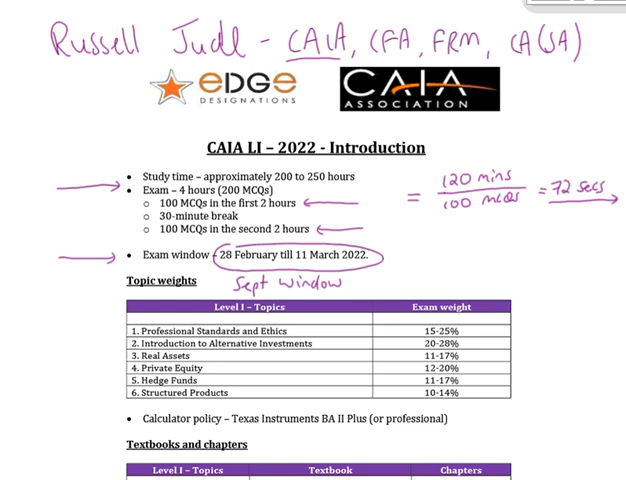 Russell Judd - CAIA, CFA, FRM, CA(SA)
EDGE
DESIGNATIONS
CAIA
ASSOCIATION
CAIA LI – 2022 - Introduction
• Study time – approximately 200 to 250 hours
• Exam – 4 hours (200 MCQs)
o 100 MCQs in the first 2 hours
o 30-minute break
o 100 MCQs in the second 2 hours
= 120 mins / 100 MCQs = 72 secs
• Exam window – 28 February till 11 March 2022.
Sept window
Topic weights
Level I – Topics Exam weight
1. Professional Standards and Ethics 15-25%
2. Introduction to Alternative Investments 20-28%
3. Real Assets 11-17%
4. Private Equity 12-20%
5. Hedge Funds 11-17%
6. Structured Products 10-14%
• Calculator policy – Texas Instruments BA II Plus (or professional)
Textbooks and chapters
Level I – Topics Textbook Chapters